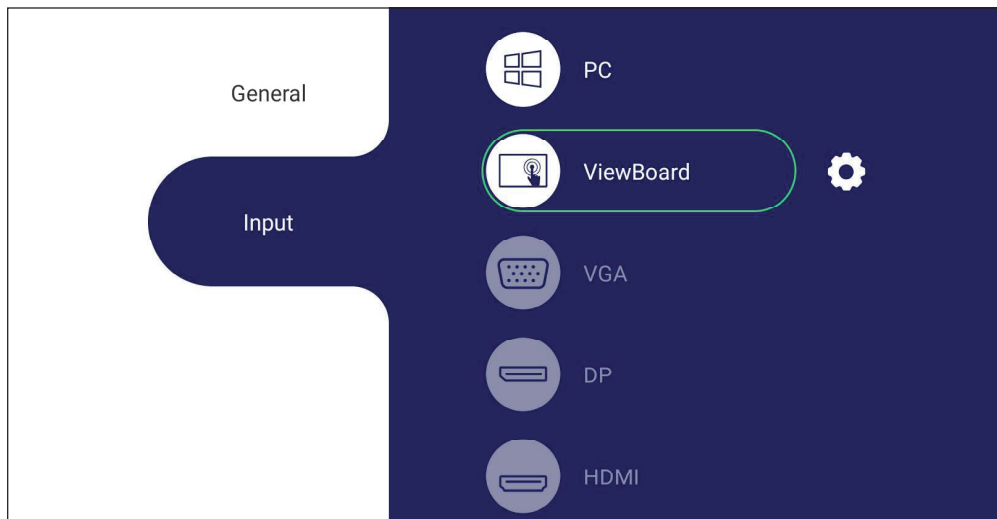 General
Input
PC
ViewBoard
VGA
DP
HDMI